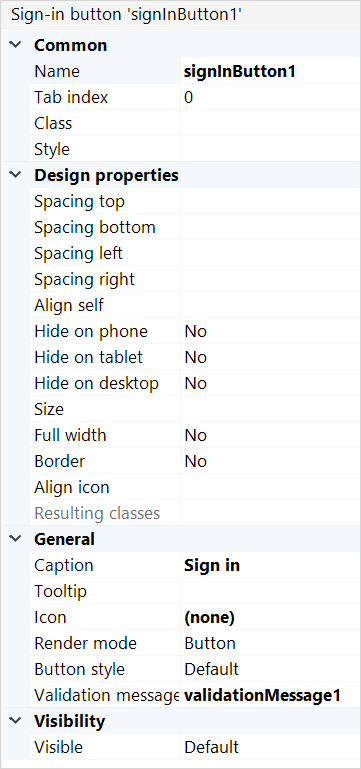 Sign-in button 'signInButton1'
Common
Name signInButton1
Tab index 0
Class
Style
Design properties
Spacing top
Spacing bottom
Spacing left
Spacing right
Align self
Hide on phone No
Hide on tablet No
Hide on desktop No
Size
Full width No
Border No
Align icon
Resulting classes
General
Caption Sign in
Tooltip
Icon (none)
Render mode Button
Button style Default
Validation message validationMessage1
Visibility
Visible Default